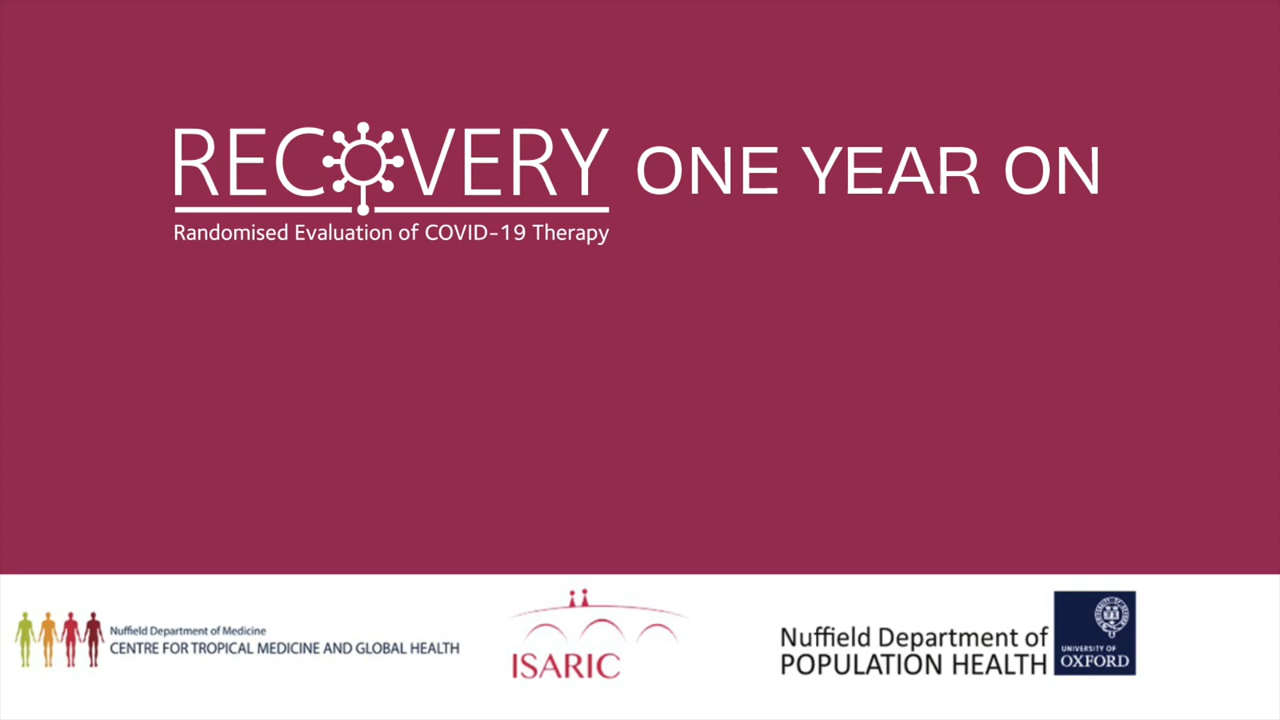 RECOVERY ONE YEAR ON
Randomised Evaluation of COVID-19 Therapy
Nuffield Department of Medicine
CENTRE FOR TROPICAL MEDICINE AND GLOBAL HEALTH
ISARIC
Nuffield Department of
POPULATION HEALTH
UNIVERSITY OF
OXFORD